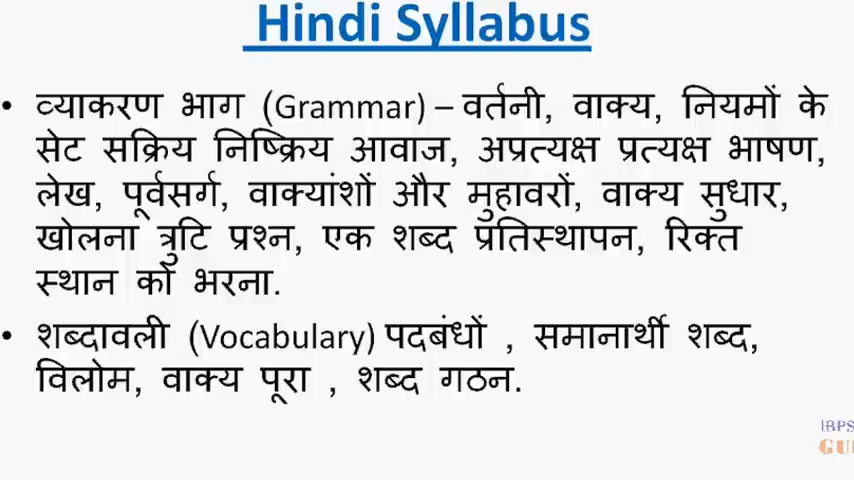 Hindi Syllabus
• व्याकरण भाग (Grammar) – वर्तनी, वाक्य, नियमों के
सेट सक्रिय निष्क्रिय आवाज, अप्रत्यक्ष प्रत्यक्ष भाषण,
लेख, पूर्वसर्ग, वाक्यांशों और मुहावरों, वाक्य सुधार,
खोलना त्रुटि प्रश्न, एक शब्द प्रतिस्थापन, रिक्त
स्थान को भरना.
• शब्दावली (Vocabulary) पदबंधों , समानार्थी शब्द,
विलोम, वाक्य पूरा , शब्द गठन.
IBPS